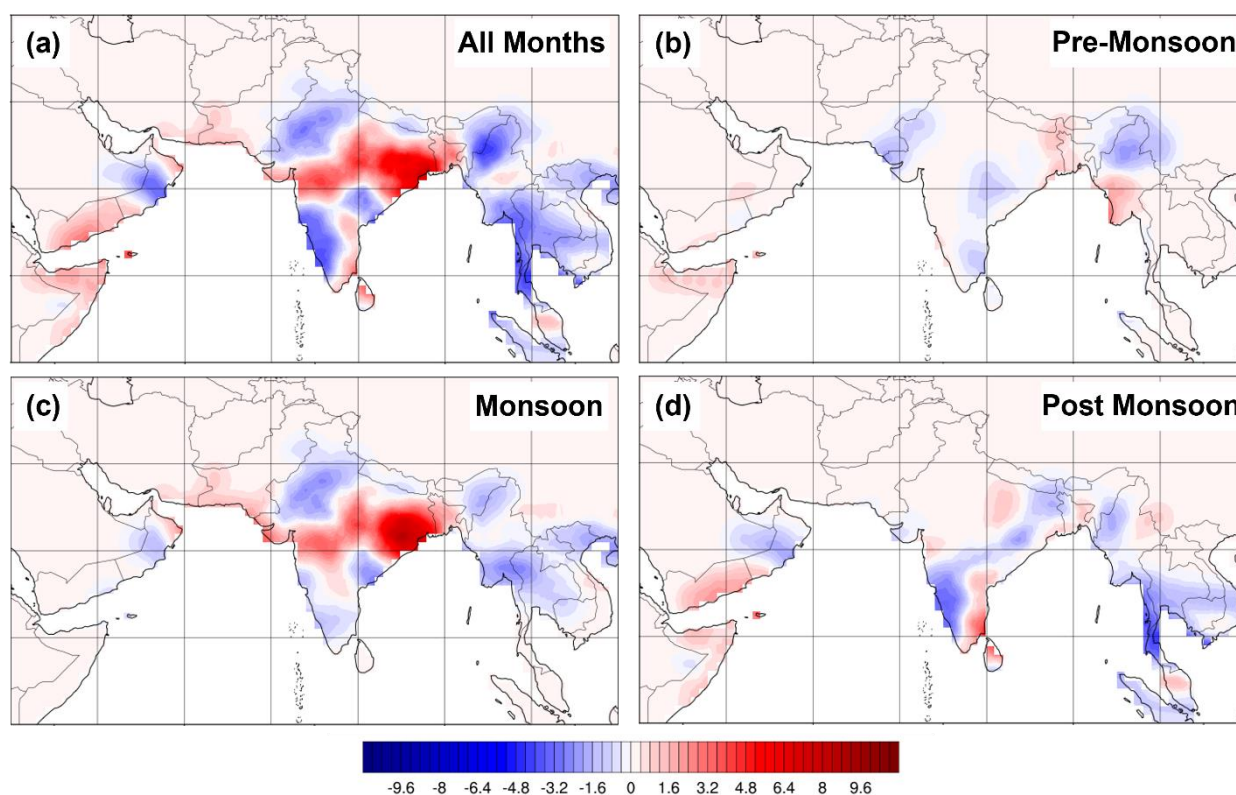 (a) All Months
(b) Pre-Monsoon
(c) Monsoon
(d) Post Monsoon
-9.6 -8 -6.4 -4.8 -3.2 -1.6 0 1.6 3.2 4.8 6.4 8 9.6